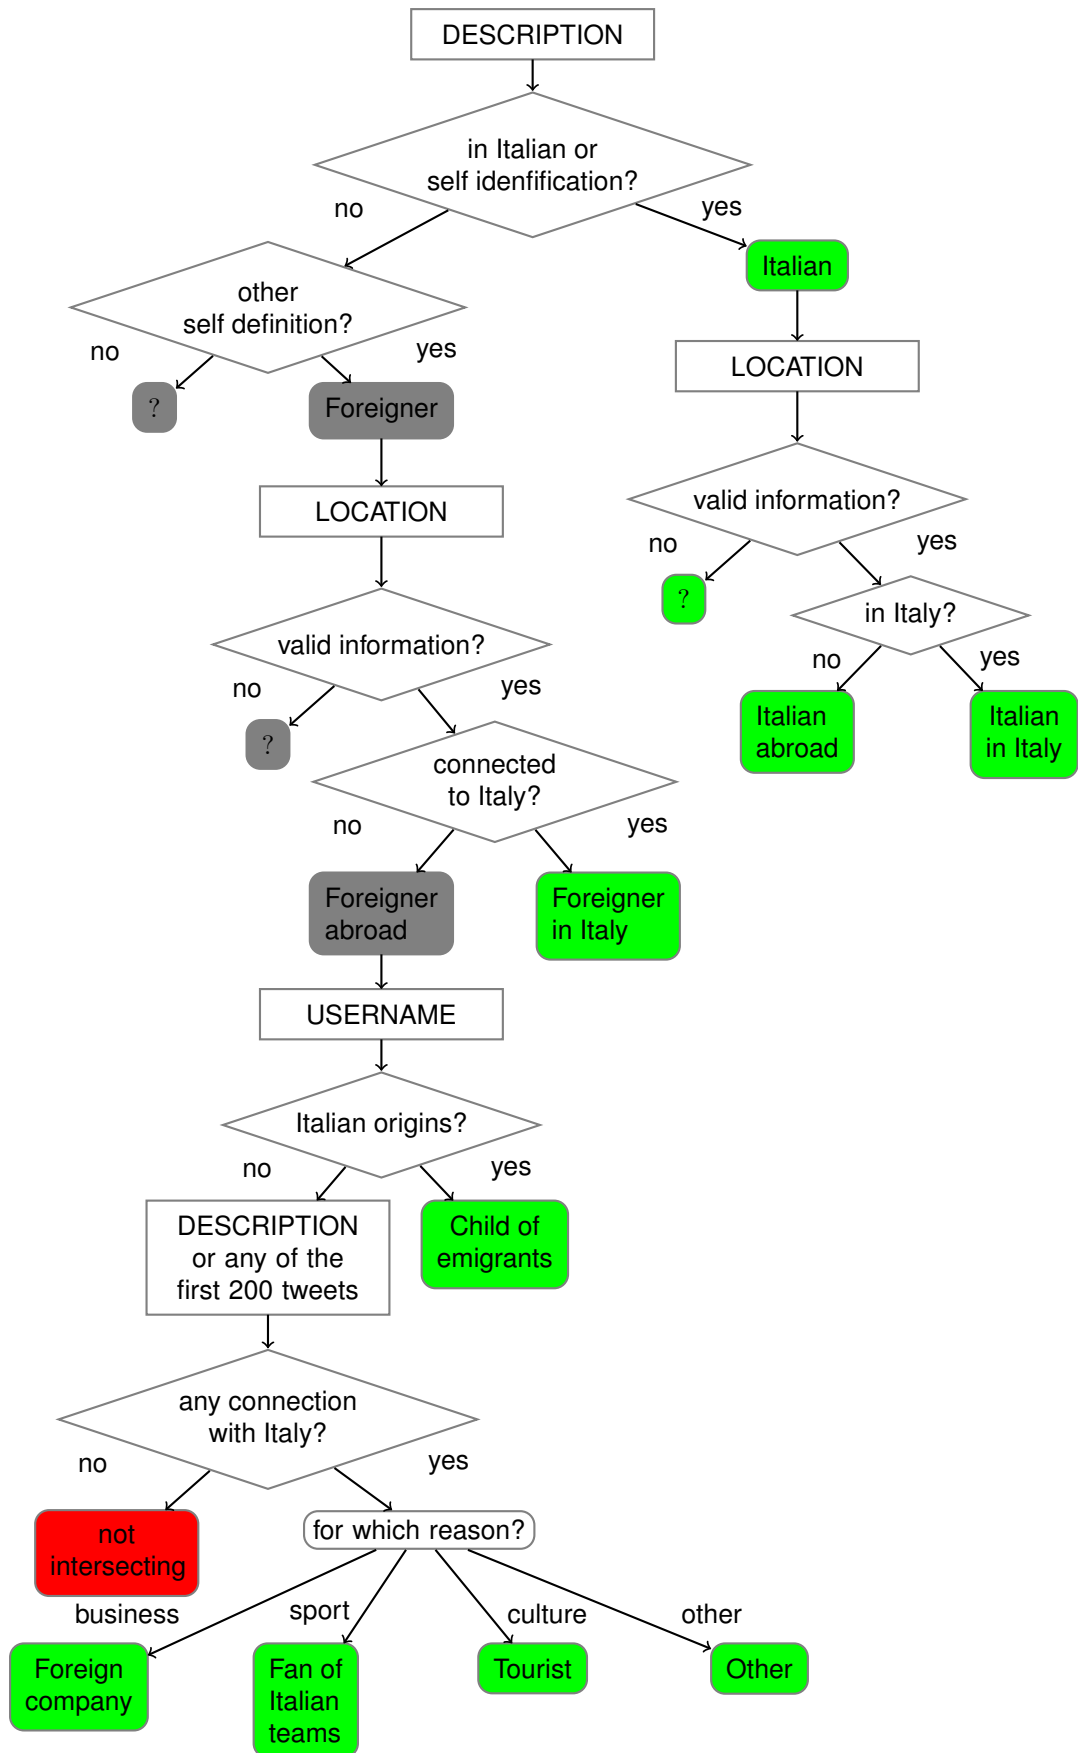 DESCRIPTION
in Italian or
self idenfification?
no
yes
Italian
other
self definition?
no
yes
LOCATION
?
Foreigner
valid information?
LOCATION
no
yes
?
in Italy?
valid information?
no
yes
no
yes
Italian
abroad
Italian
in Italy
?
connected
to Italy?
no
yes
Foreigner
abroad
Foreigner
in Italy
USERNAME
Italian origins?
no
yes
DESCRIPTION
or any of the
first 200 tweets
Child of
emigrants
any connection
with Italy?
no
yes
not
intersecting
for which reason?
business
sport
culture
other
Foreign
company
Fan of
Italian
teams
Tourist
Other